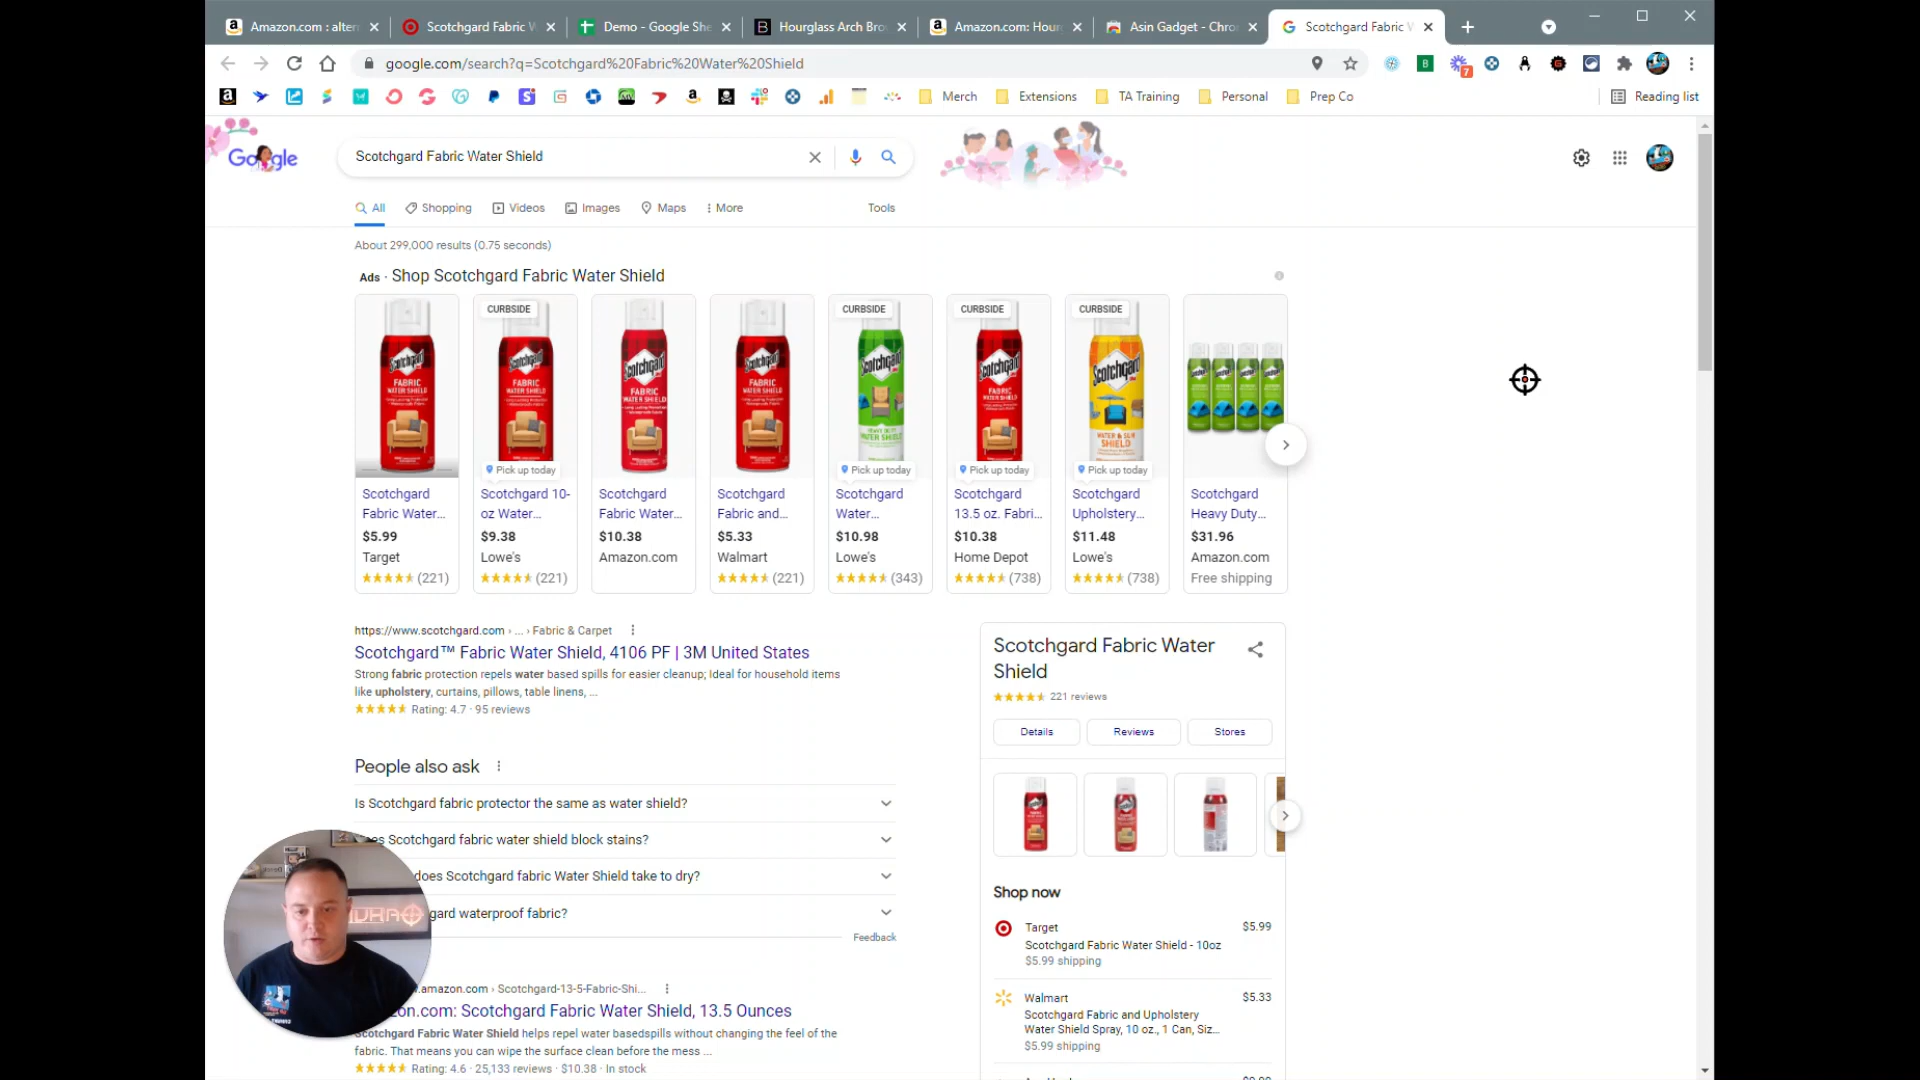 Amazon.com : alter
Scotchgard Fabric W
Demo - Google She
Hourglass Arch Bro
Amazon.com: Hour
Asin Gadget - Chro
Scotchgard Fabric W
google.com/search?q=Scotchgard%20Fabric%20Water%20Shield
7
Merch
Extensions
TA Training
Personal
Prep Co
Reading list
Google
Scotchgard Fabric Water Shield
All
Shopping
Videos
Images
Maps
More
Tools
About 299,000 results (0.75 seconds)
Ads · Shop Scotchgard Fabric Water Shield
CURBSIDE
CURBSIDE
CURBSIDE
CURBSIDE
Pick up today
Pick up today
Pick up today
Pick up today
Scotchgard
Fabric Water...
$5.99
Target
(221)
Scotchgard 10-
oz Water...
$9.38
Lowe's
(221)
Scotchgard
Fabric Water...
$10.38
Amazon.com
Scotchgard
Fabric and...
$5.33
Walmart
(221)
Scotchgard
Water...
$10.98
Lowe's
(343)
Scotchgard
13.5 oz. Fabri...
$10.38
Home Depot
(738)
Scotchgard
Upholstery...
$11.48
Lowe's
(738)
Scotchgard
Heavy Duty...
$31.96
Amazon.com
Free shipping
https://www.scotchgard.com › ... › Fabric & Carpet
Scotchgard™ Fabric Water Shield, 4106 PF | 3M United States
Strong fabric protection repels water based spills for easier cleanup; Ideal for household items
like upholstery, curtains, pillows, table linens, ...
Rating: 4.7 · 95 reviews
People also ask
Is Scotchgard fabric protector the same as water shield?
es Scotchgard fabric water shield block stains?
does Scotchgard fabric Water Shield take to dry?
gard waterproof fabric?
Feedback
.amazon.com › Scotchgard-13-5-Fabric-Shi...
on.com: Scotchgard Fabric Water Shield, 13.5 Ounces
Scotchgard Fabric Water Shield helps repel water basedspills without changing the feel of the
fabric. That means you can wipe the surface clean before the mess ...
Rating: 4.6 · 25,133 reviews · $10.38 · In stock
Scotchgard Fabric Water
Shield
221 reviews
Details
Reviews
Stores
Shop now
Target
$5.99
Scotchgard Fabric Water Shield - 10oz
$5.99 shipping
Walmart
$5.33
Scotchgard Fabric and Upholstery
Water Shield Spray, 10 oz., 1 Can, Siz...
$5.99 shipping